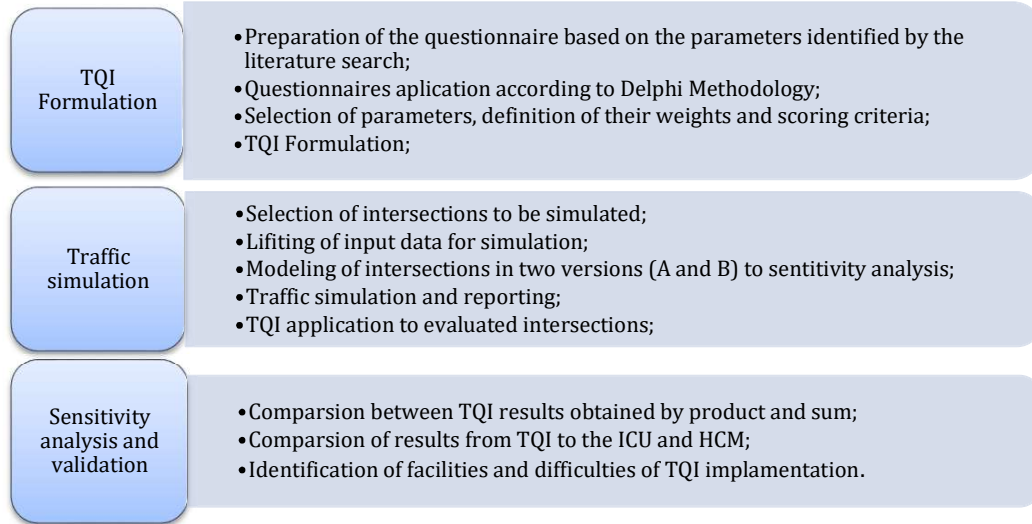 TQI
Formulation
•Preparation of the questionnaire based on the parameters identified by the
literature search;
•Questionnaires aplication according to Delphi Methodology;
•Selection of parameters, definition of their weights and scoring criteria;
•TQI Formulation;
Traffic
simulation
•Selection of intersections to be simulated;
•Lifiting of input data for simulation;
•Modeling of intersections in two versions (A and B) to sentitivity analysis;
•Traffic simulation and reporting;
•TQI application to evaluated intersections;
Sensitivity
analysis and
validation
•Comparsion between TQI results obtained by product and sum;
•Comparsion of results from TQI to the ICU and HCM;
•Identification of facilities and difficulties of TQI implamentation.